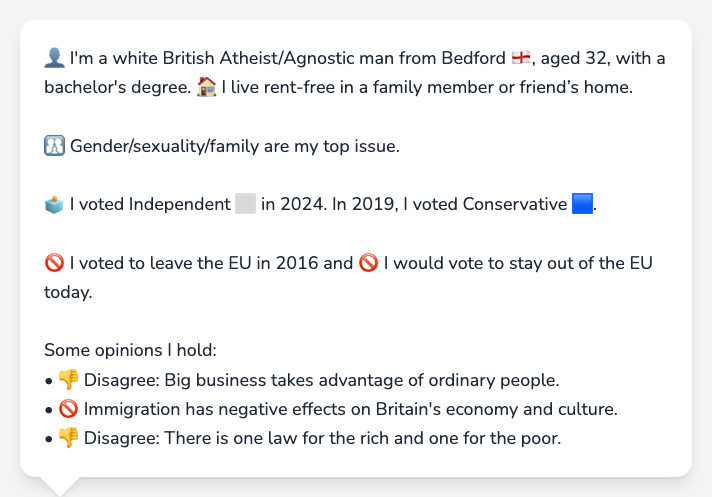 👤 I'm a white British Atheist/Agnostic man from Bedford 🏴󠁧󠁢󠁥󠁮󠁧󠁿, aged 32, with a
bachelor's degree. 🏠 I live rent-free in a family member or friend’s home.
🚻 Gender/sexuality/family are my top issue.
🗳️ I voted Independent ⬜ in 2024. In 2019, I voted Conservative 🟦.
🚫 I voted to leave the EU in 2016 and 🚫 I would vote to stay out of the EU
today.
Some opinions I hold:
• 👎 Disagree: Big business takes advantage of ordinary people.
• 🚫 Immigration has negative effects on Britain's economy and culture.
• 👎 Disagree: There is one law for the rich and one for the poor.